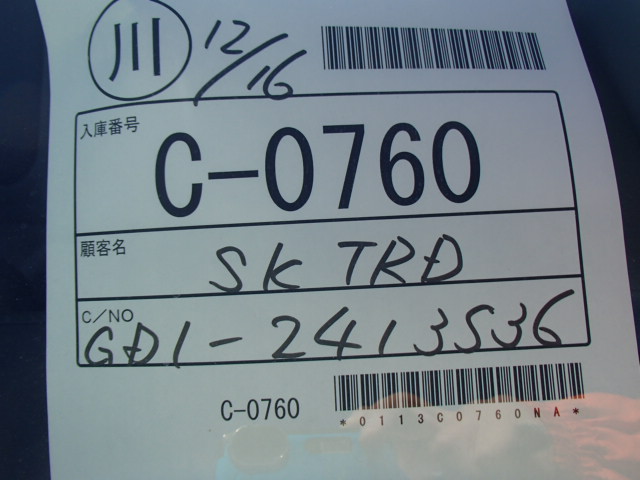 川 12/16
入庫番号
C-0760
顧客名
SK TRD
C/NO
GD1-2413536
C-0760
*0113C0760NA*